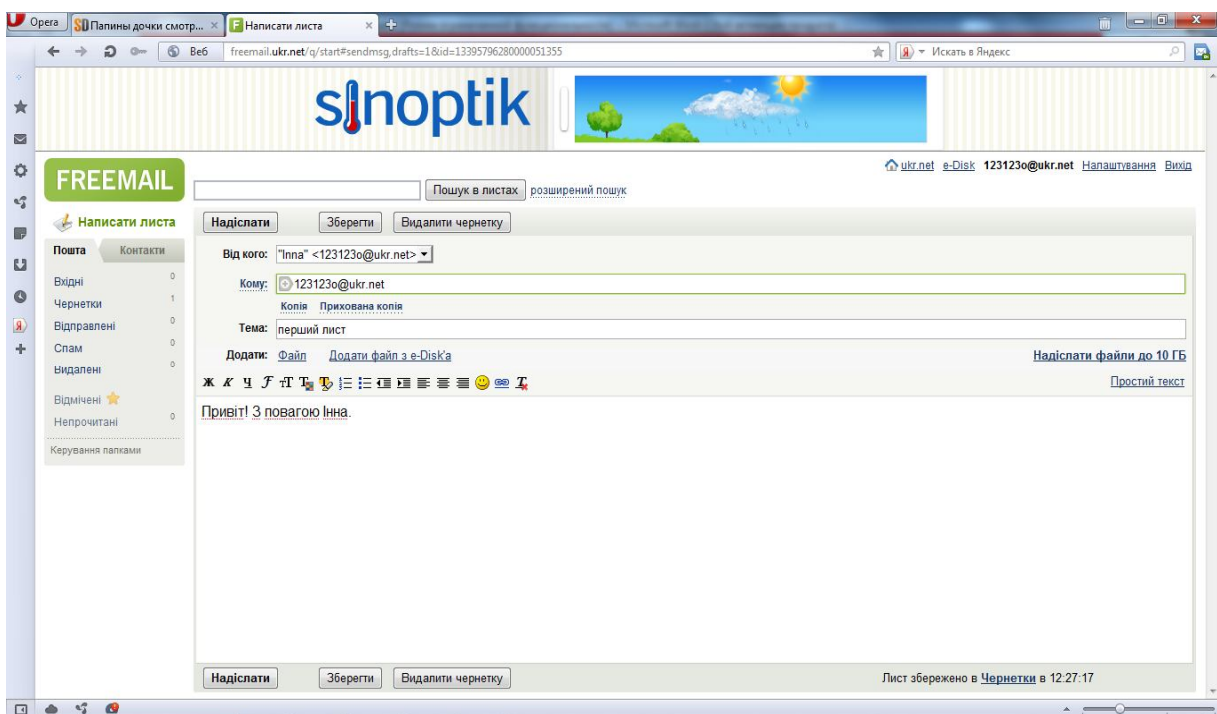 Opera
Папины дочки смотр...
Написати листа
Веб
freemail.ukr.net/q/start#sendmsg,drafts=1&id=1339579628000051355
Искать в Яндекс
sinoptik
ukr.net e-Disk 123123o@ukr.net Налаштування Вихід
FREEMAIL
Пошук в листах розширений пошук
Написати листа
Надіслати Зберегти Видалити чернетку
Пошта Контакти
Від кого: "Inna" <123123o@ukr.net>
Вхідні 0
Кому: 123123o@ukr.net
Чернетки 1
Копія Прихована копія
Відправлені 0
Тема: перший лист
Спам 0
Додати: Файл Додати файл з e-Disk'a
Надіслати файли до 10 ГБ
Видалені 0
Ж К Ч
Простий текст
Відмічені
Непрочитані 0
Привіт! З повагою Інна.
Керування папками
Надіслати Зберегти Видалити чернетку
Лист збережено в Чернетки в 12:27:17